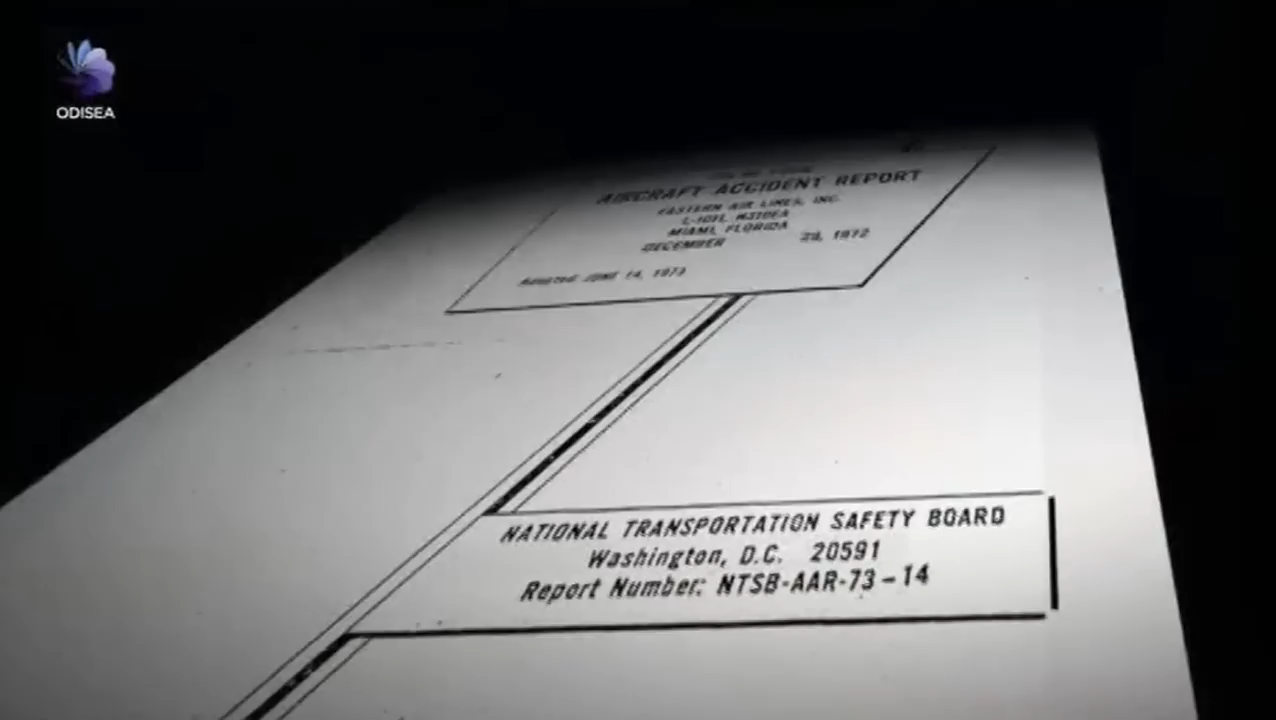 ODISEA
AIRCRAFT ACCIDENT REPORT
EASTERN AIR LINES, INC.
L-1011, N310EA
MIAMI, FLORIDA
DECEMBER 29, 1972
ADOPTED: JUNE 14, 1973
NATIONAL TRANSPORTATION SAFETY BOARD
Washington, D.C. 20591
Report Number: NTSB-AAR-73-14